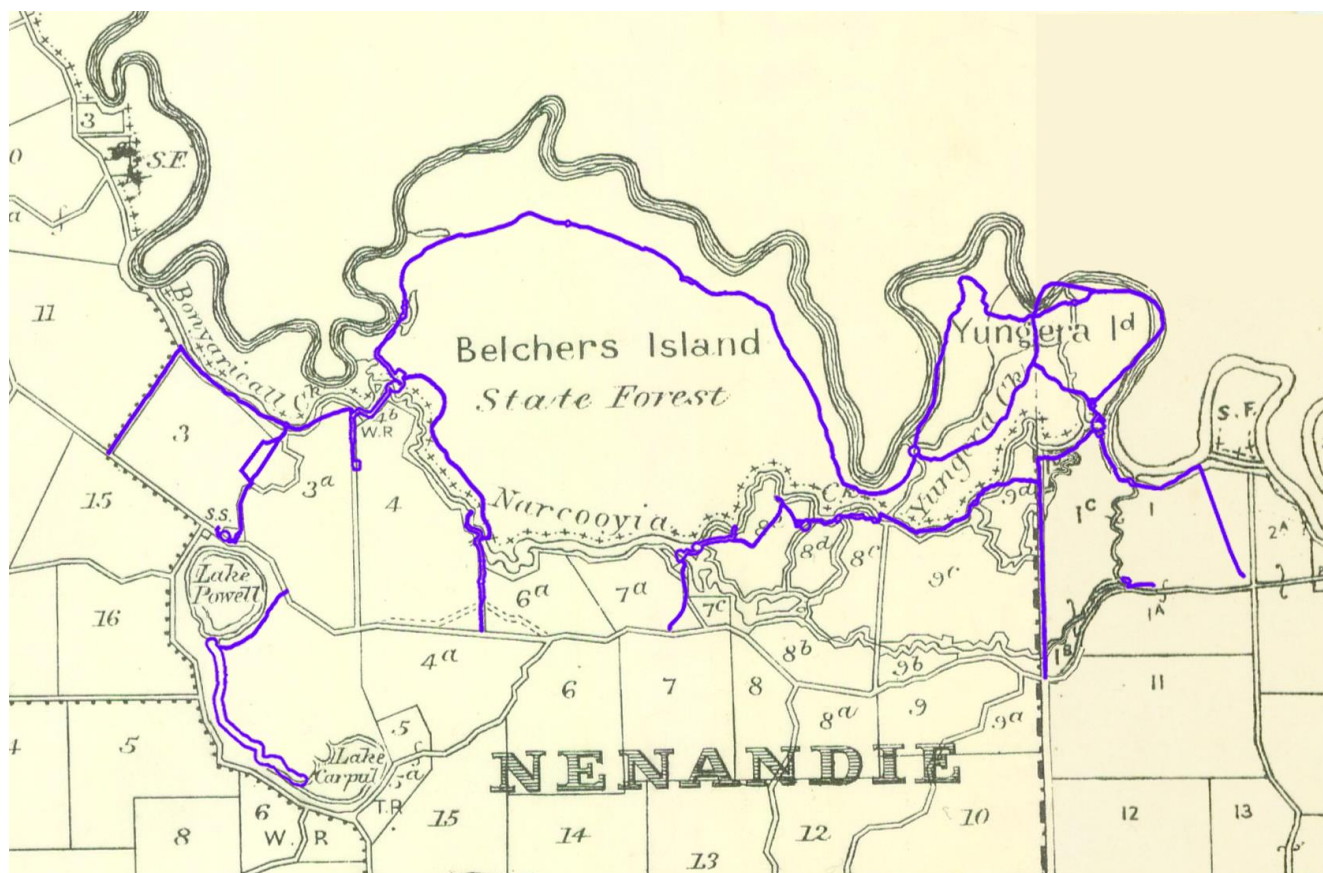 3
S.F.
11
Bonyaricall Ck
Belchers Island
State Forest
Yungera Id
Yungera Ck
S.F.
3
3a
4b
W.R
4
15
S.S.
Narcooyia Ck
8d
8c
9d
9c
1C
1
2A
1A
1B
Lake
Powell
16
6a
7a
7c
8b
9b
4a
6
7
8
8a
9
9a
11
4
5
5
Lake
Carpul
5a
T.R
NENANDIE
6
W. R
8
15
14
13
12
10
12
13